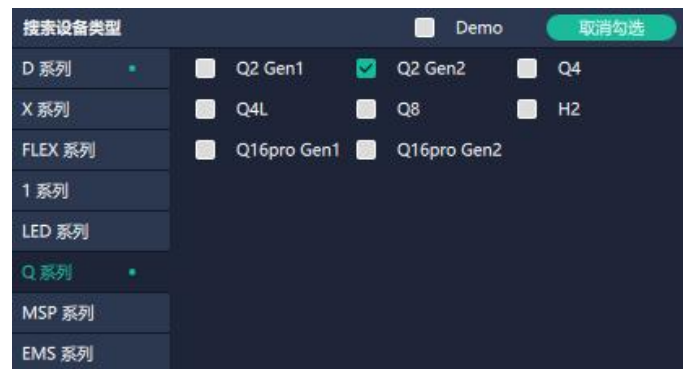 搜索设备类型 Demo 取消勾选
D 系列 Q2 Gen1 Q2 Gen2 Q4
X 系列 Q4L Q8 H2
FLEX 系列 Q16pro Gen1 Q16pro Gen2
1 系列
LED 系列
Q 系列
MSP 系列
EMS 系列